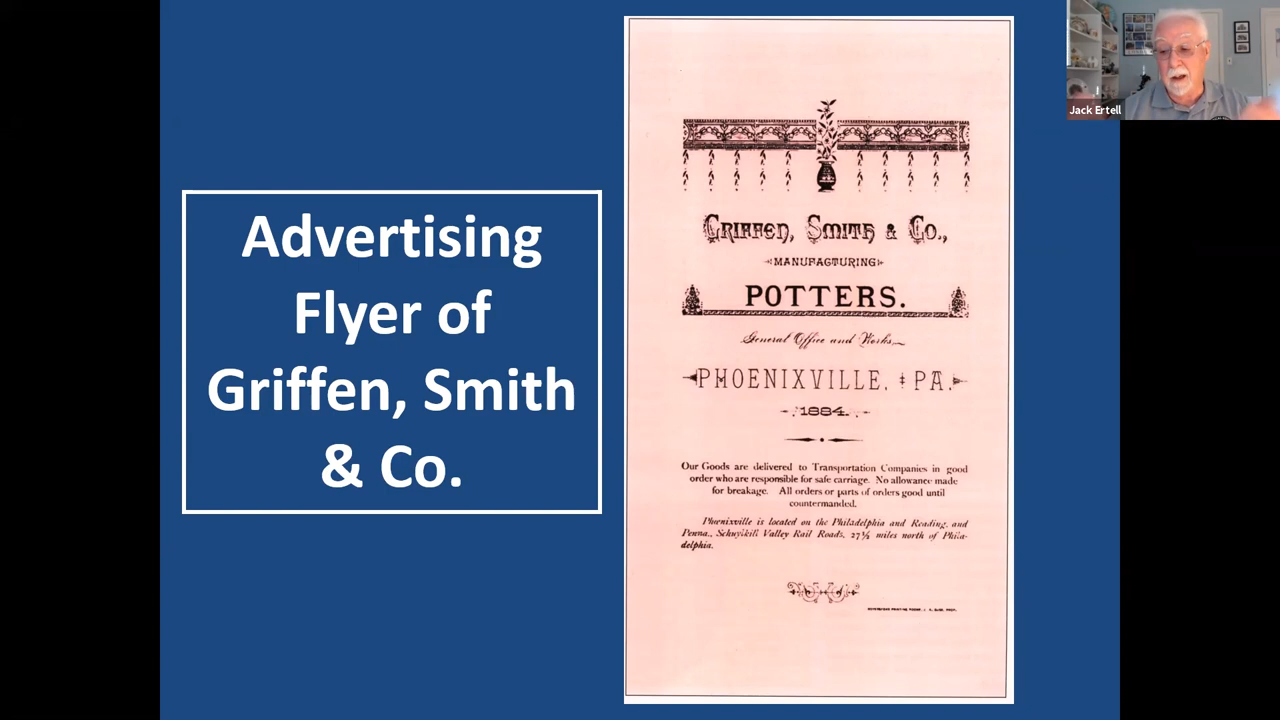 Advertising
Flyer of
Griffen, Smith
& Co.
GRIFFEN, SMITH & CO.,
MANUFACTURING
POTTERS.
General Office and Works,
PHOENIXVILLE, PA.
1884.
Our Goods are delivered to Transportation Companies in good
order who are responsible for safe carriage. No allowance made
for breakage. All orders or parts of orders good until
countermanded.
Phœnixville is located on the Philadelphia and Reading, and
Penna., Schuylkill Valley Rail Roads, 27½ miles north of Phila-
delphia.
Jack Ertell